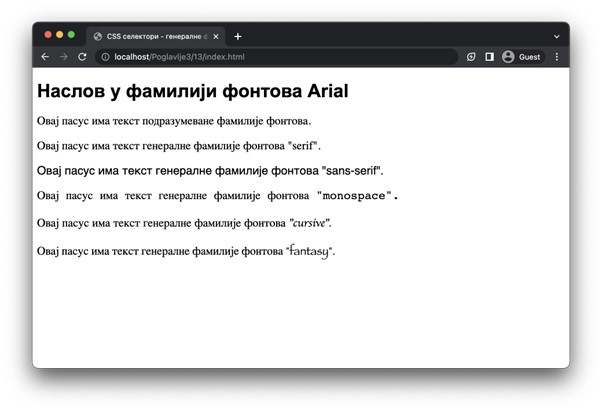 CSS селектори - генералне ф
localhost/Poglavlje3/13/index.html
Guest
Наслов у фамилији фонтова Arial
Овај пасус има текст подразумеване фамилије фонтова.
Овај пасус има текст генералне фамилије фонтова "serif".
Овај пасус има текст генералне фамилије фонтова "sans-serif".
Овај пасус има текст генералне фамилије фонтова "monospace".
Овај пасус има текст генералне фамилије фонтова "cursive".
Овај пасус има текст генералне фамилије фонтова "fantasy".